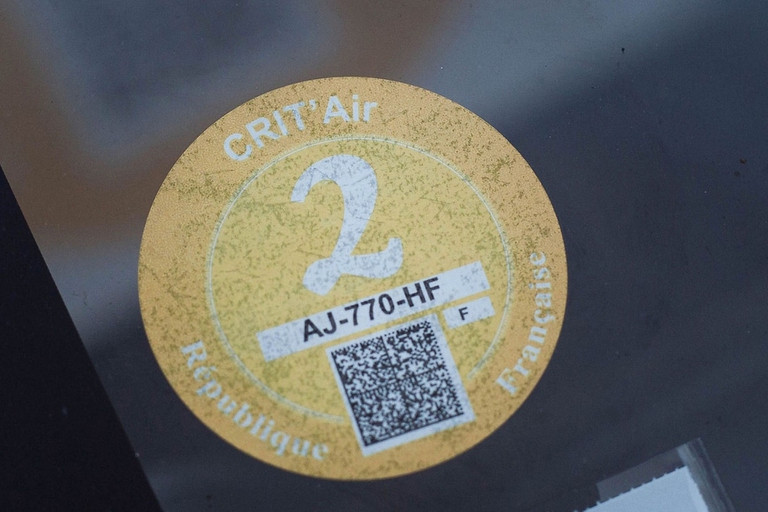 CRIT'Air
2
AJ-770-HF
F
République
Française